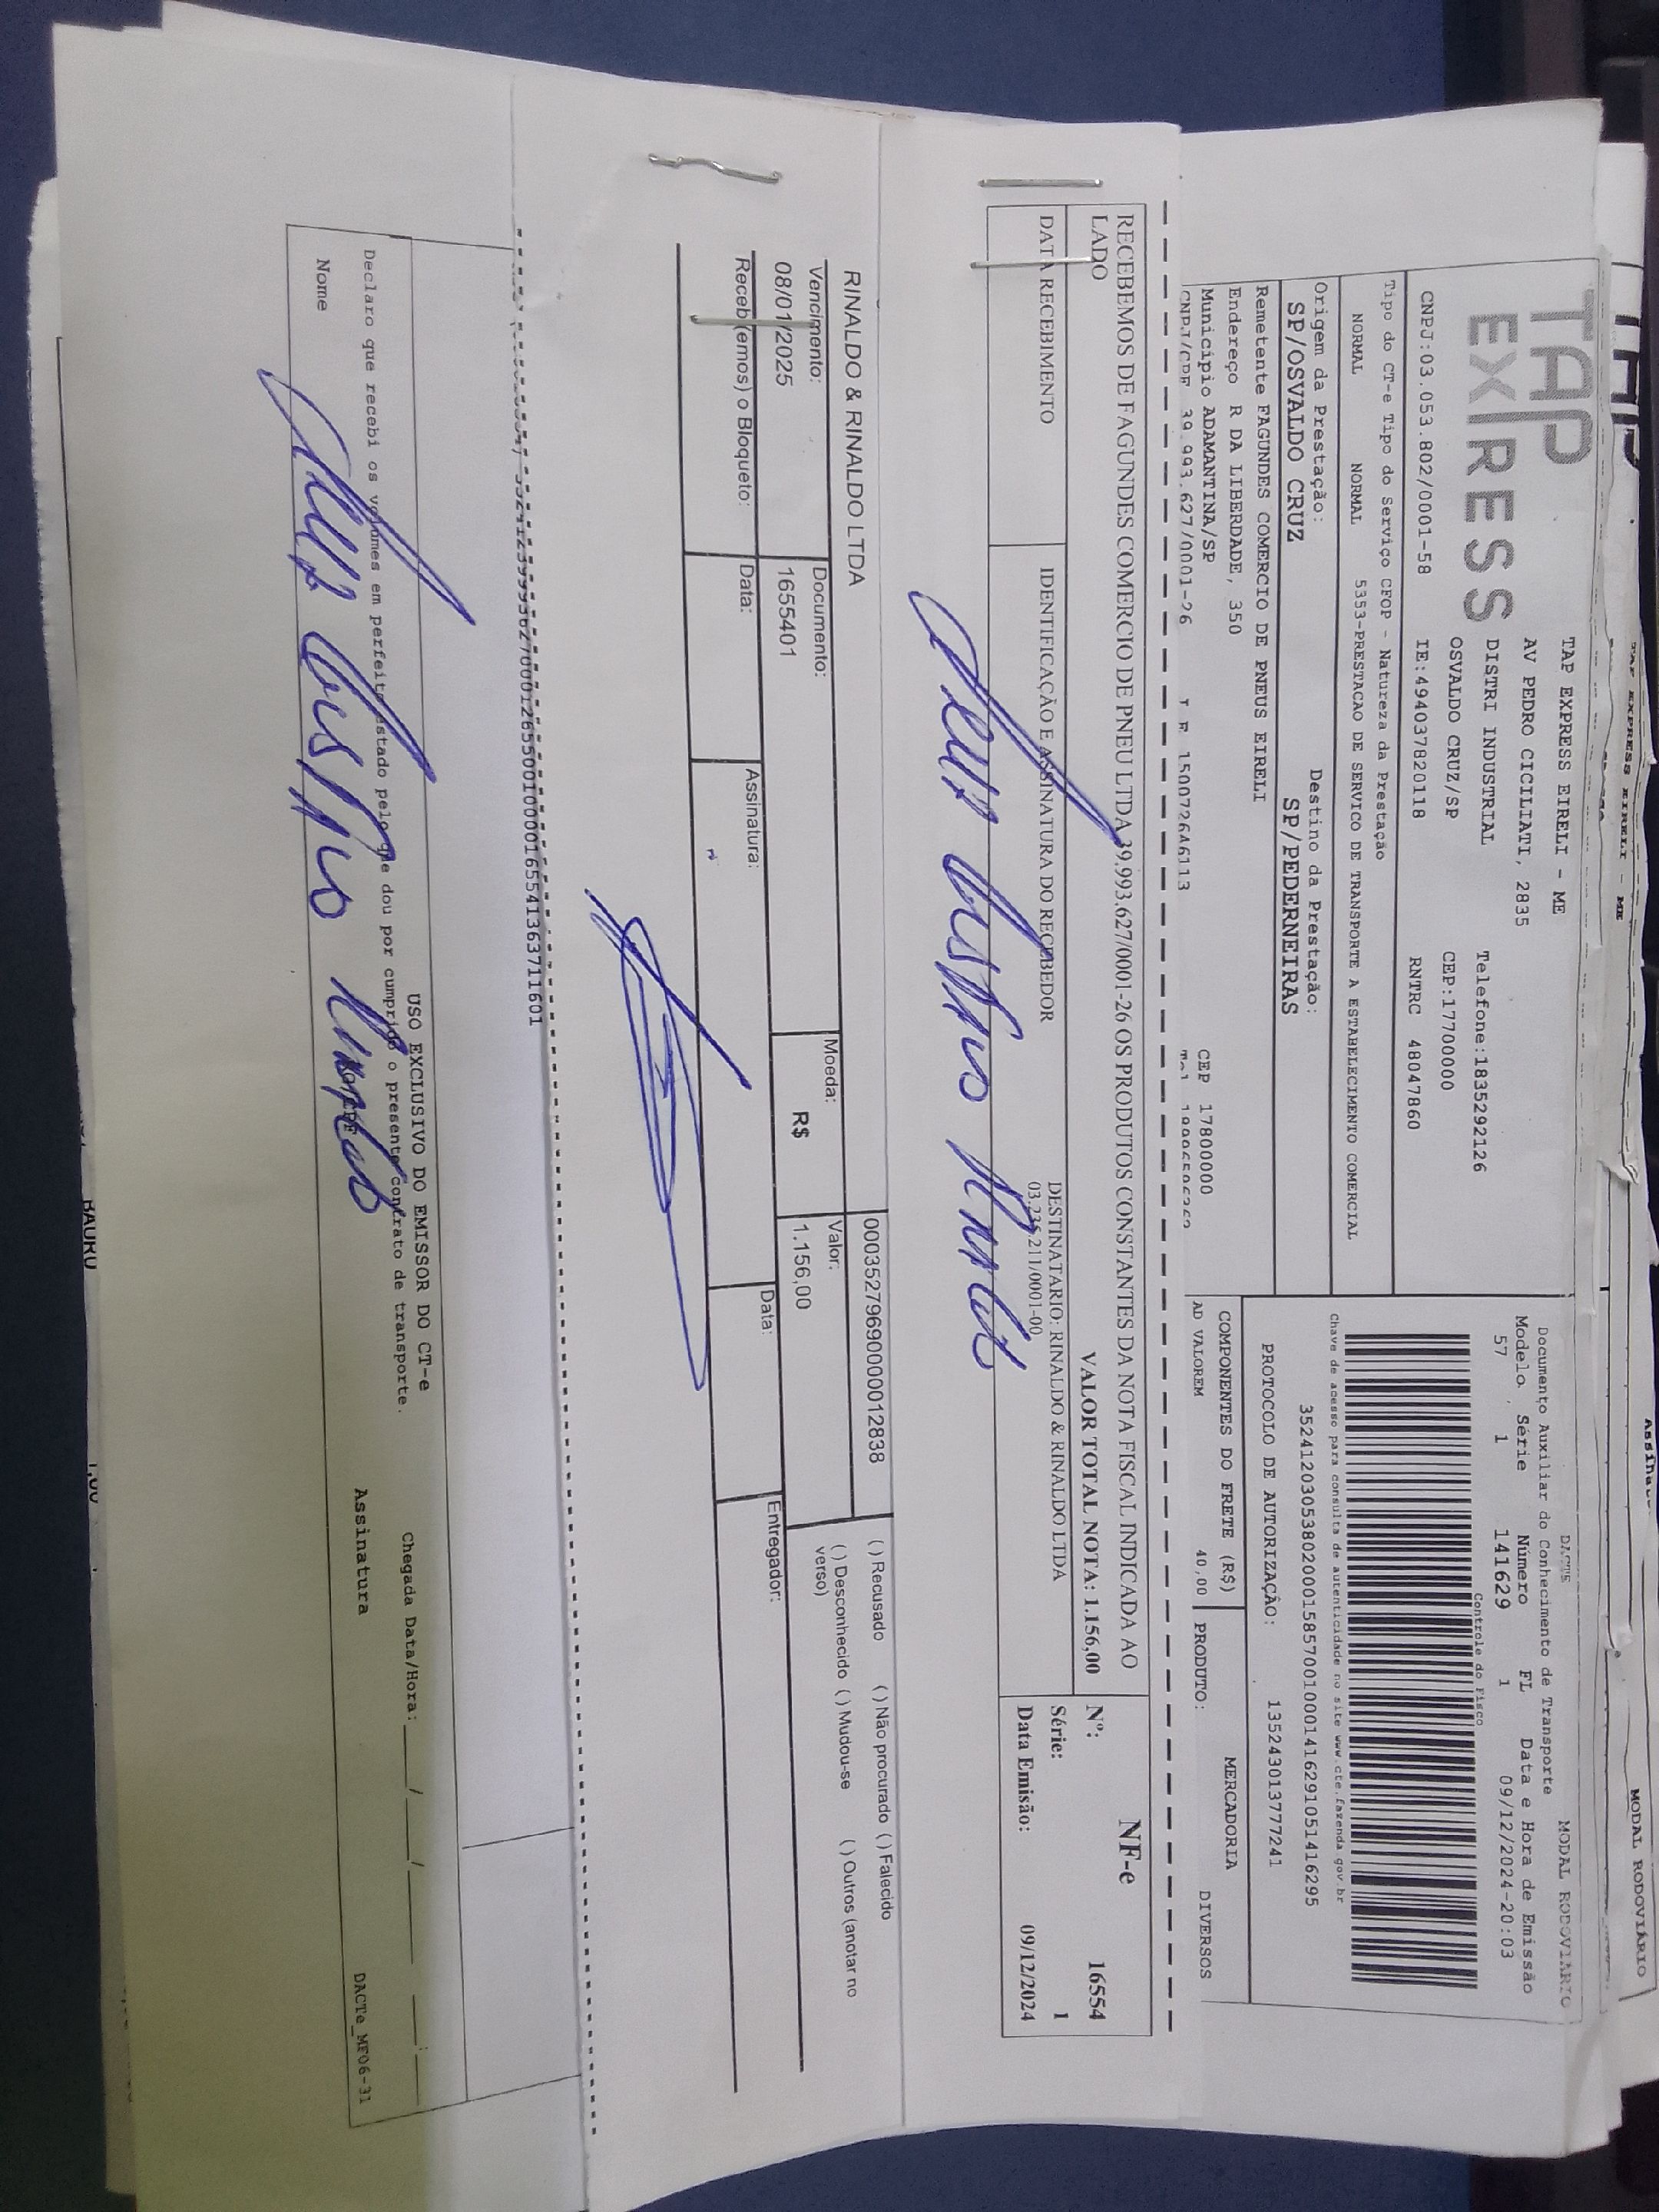 TAP
EXPRESS
TAP EXPRESS EIRELI - ME
AV PEDRO CICILIATI, 2835
DISTRI INDUSTRIAL
Telefone:1835292126
OSVALDO CRUZ/SP
CEP:17700000
CNPJ:03.053.802/0001-58
IE:494037820118
RNTRC 48047860
Tipo do CT-e Tipo do Serviço CFOP - Natureza da Prestação
NORMAL NORMAL 5353-PRESTACAO DE SERVICO DE TRANSPORTE A ESTABELECIMENTO COMERCIAL
Origem da Prestação:
SP/OSVALDO CRUZ
Destino da Prestação:
SP/PEDERNEIRAS
Remetente FAGUNDES COMERCIO DE PNEUS EIRELI
Endereço R DA LIBERDADE, 350
Município ADAMANTINA/SP
CEP 17800000
CNPJ/CPF 39.993.627/0001-26
DACTE
MODAL RODOVIARIO
Documento Auxiliar do Conhecimento de Transporte
Modelo Série Número FL Data e Hora de Emissão
57 1 141629 1 09/12/2024-20:03
Controle do Fisco
Chave de acesso para consulta de autenticidade no site www.cte.fazenda.gov.br
35241203053802000158570010001416291051416295
PROTOCOLO DE AUTORIZAÇÃO: 135243013777241
COMPONENTES DO FRETE (R$)
MERCADORIA
AD VALOREM 40,00
PRODUTO: DIVERSOS
RECEBEMOS DE FAGUNDES COMERCIO DE PNEU LTDA 39.993.627/0001-26 OS PRODUTOS CONSTANTES DA NOTA FISCAL INDICADA AO
LADO
VALOR TOTAL NOTA: 1.156,00
DATA RECEBIMENTO
IDENTIFICAÇÃO E ASSINATURA DO RECEBEDOR
DESTINATARIO: RINALDO & RINALDO LTDA
NF-e
Nº: 16554
Série: 1
Data Emissão: 09/12/2024
RINALDO & RINALDO LTDA
00035279690000012838
Vencimento:
08/01/2025
Documento:
1655401
Moeda:
R$
Valor:
1.156,00
( ) Recusado ( ) Não procurado ( ) Falecido
( ) Desconhecido ( ) Mudou-se ( ) Outros (anotar no
verso)
Receb(emos) o Bloqueto:
Data:
Assinatura:
Data:
Entregador:
USO EXCLUSIVO DO EMISSOR DO CT-e
Declaro que recebi os volumes em perfeito estado pelo que dou por cumprido o presente contrato de transporte.
Chegada Data/Hora:
Nome
Assinatura
DACTe_MF06-31
BAURU
MODAL RODOVIÁRIO